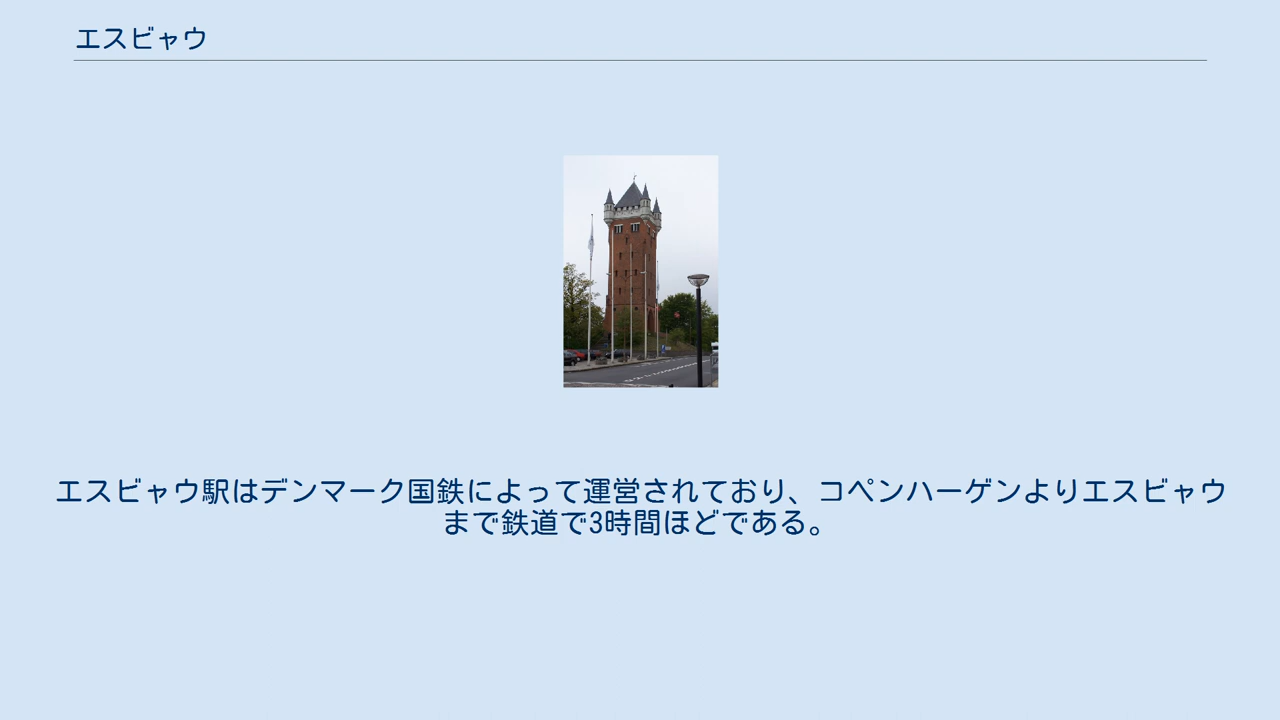 エスビャウ
エスビャウ駅はデンマーク国鉄によって運営されており、コペンハーゲンよりエスビャウ
まで鉄道で3時間ほどである。